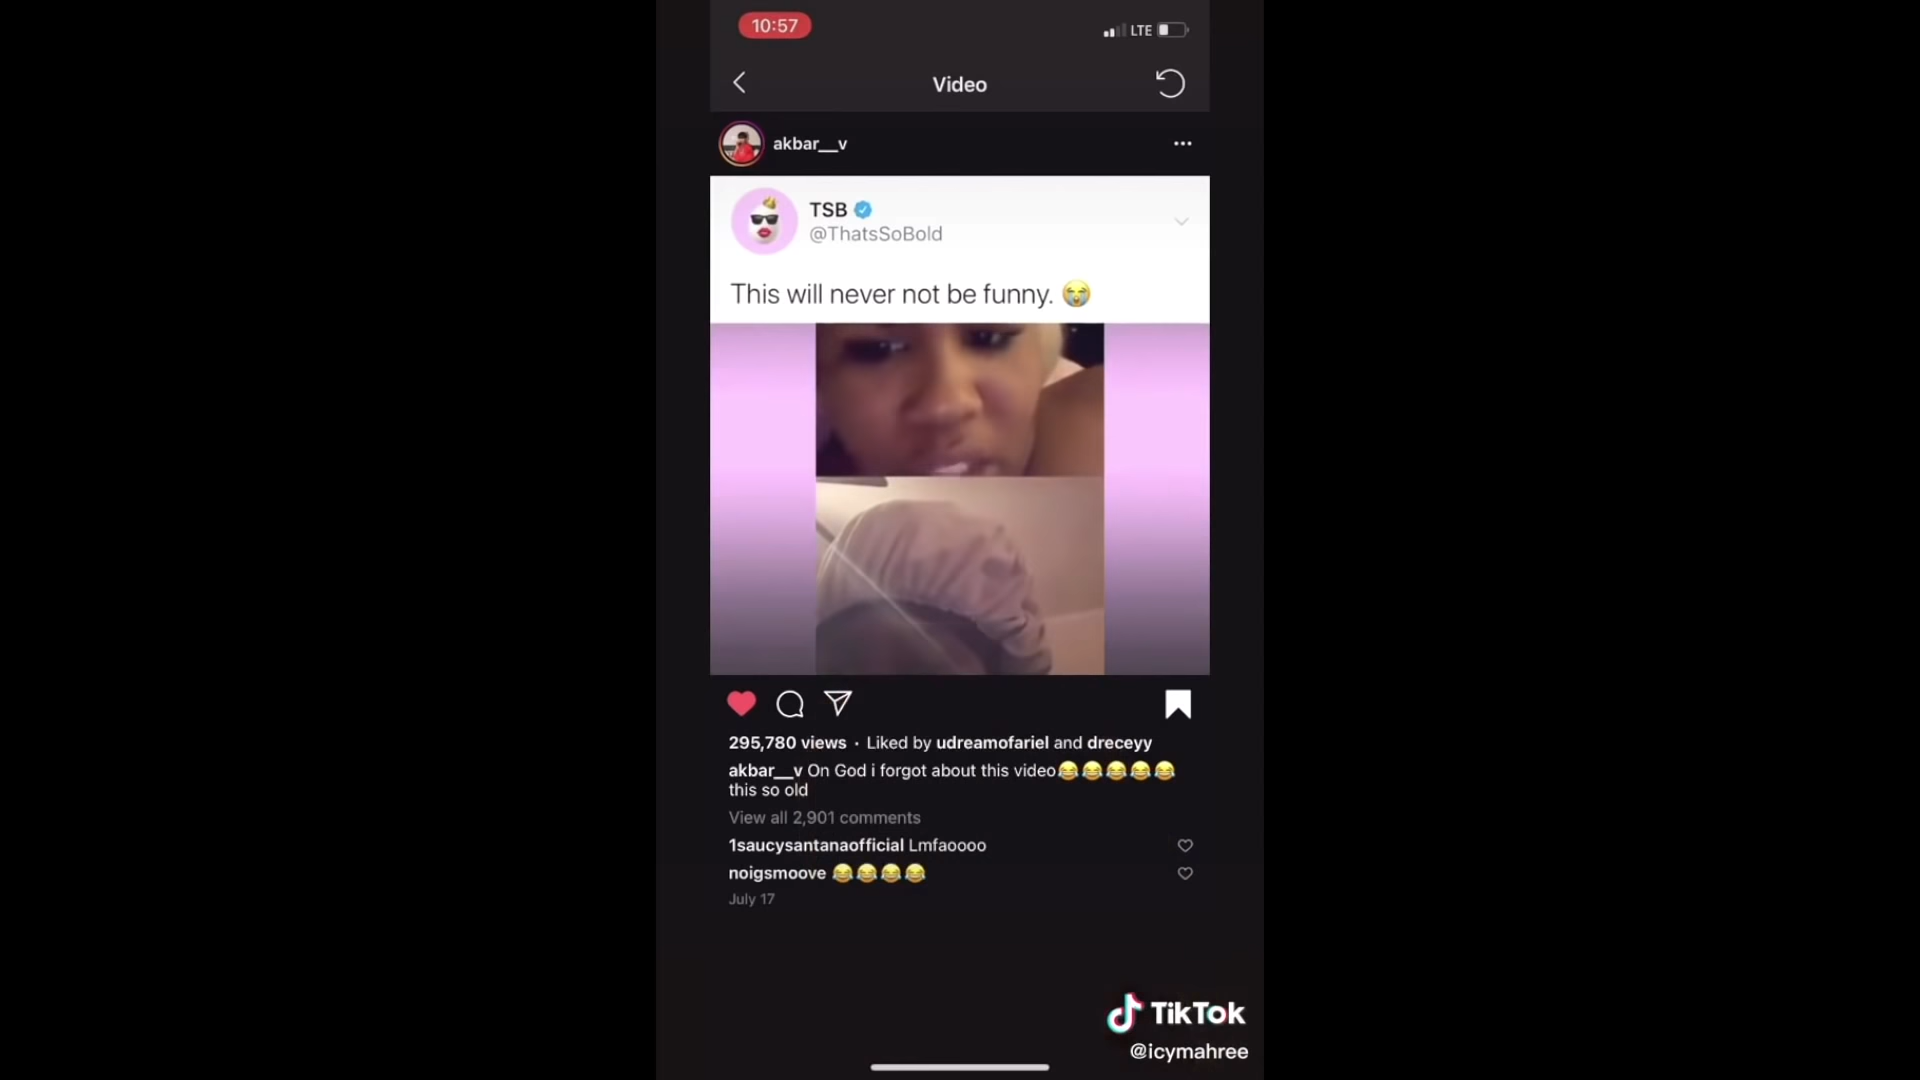 10:57
LTE
Video
akbar__v
TSB
@ThatsSoBold
This will never not be funny. 😭
295,780 views · Liked by udreamofariel and dreceyy
akbar__v On God i forgot about this video😂😂😂😂😂
this so old
View all 2,901 comments
1saucysantanaofficial Lmfaoooo
noigsmoove 😂😂😂😂
July 17
TikTok
@icymahree